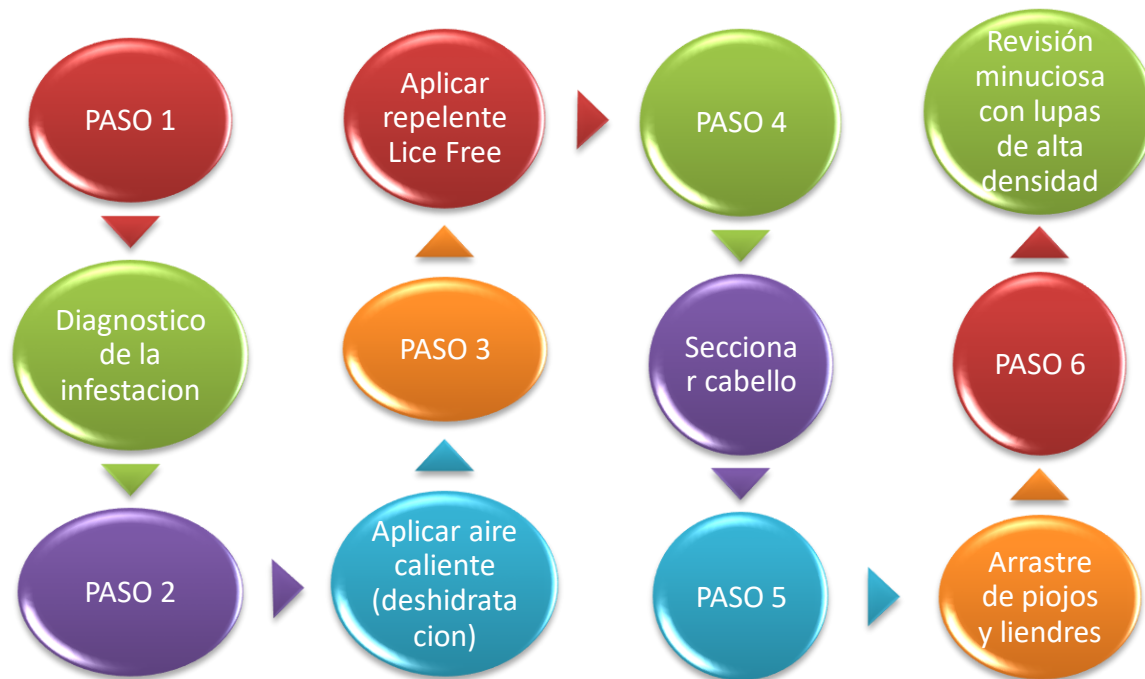 PASO 1
Diagnostico
de la
infestacion
PASO 2
Aplicar aire
caliente
(deshidrata
cion)
PASO 3
Aplicar
repelente
Lice Free
PASO 4
Secciona
r cabello
PASO 5
Arrastre
de piojos
y liendres
PASO 6
Revisión
minuciosa
con lupas
de alta
densidad